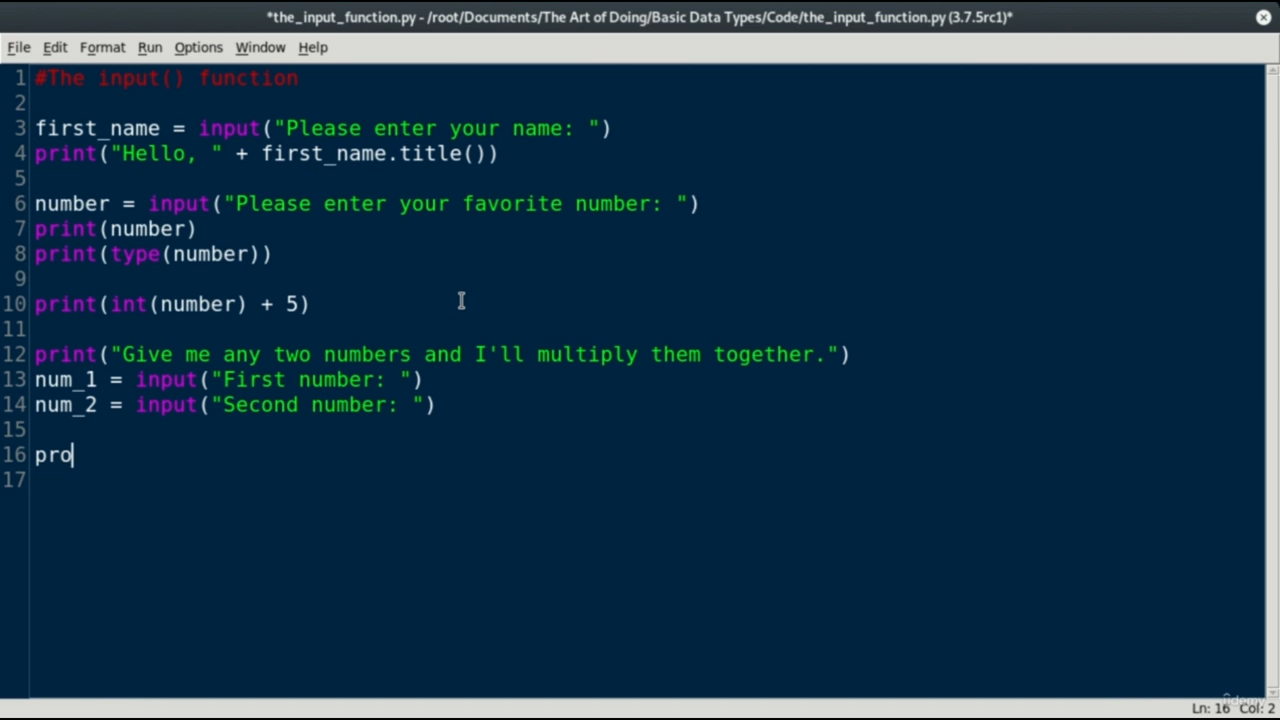 *the_input_function.py - /root/Documents/The Art of Doing/Basic Data Types/Code/the_input_function.py (3.7.5rc1)*
File Edit Format Run Options Window Help
1 #The input() function
2
3 first_name = input("Please enter your name: ")
4 print("Hello, " + first_name.title())
5
6 number = input("Please enter your favorite number: ")
7 print(number)
8 print(type(number))
9
10 print(int(number) + 5)
11
12 print("Give me any two numbers and I'll multiply them together.")
13 num_1 = input("First number: ")
14 num_2 = input("Second number: ")
15
16 pro
17
Udemy
Ln: 16 Col: 2